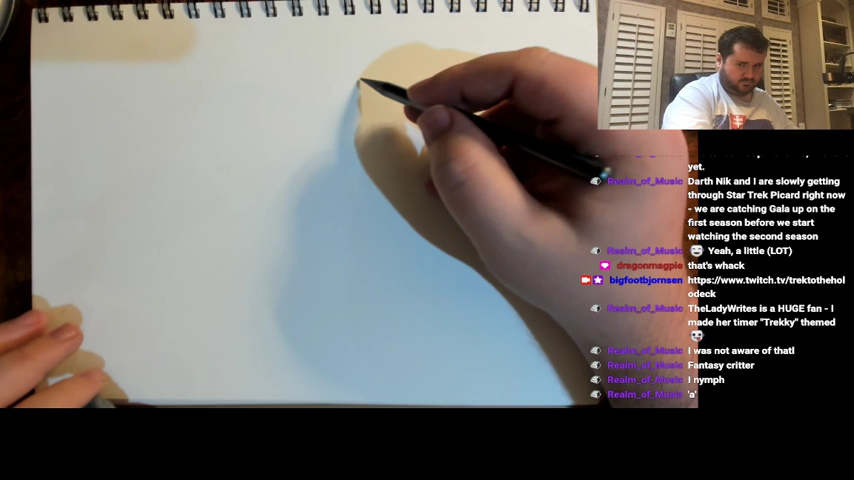 yet.
Realm_of_Music Darth Nik and I are slowly getting
through Star Trek Picard right now
- we are catching Gala up on the
first season before we start
watching the second season
Realm_of_Music Yeah, a little (LOT)
dragonmagpie that's whack
bigfootbjornsen https://www.twitch.tv/trektothehol
odeck
Realm_of_Music TheLadyWrites is a HUGE fan - I
made her timer "Trekky" themed
Realm_of_Music I was not aware of that!
Realm_of_Music Fantasy critter
Realm_of_Music I nymph
Realm_of_Music 'a'